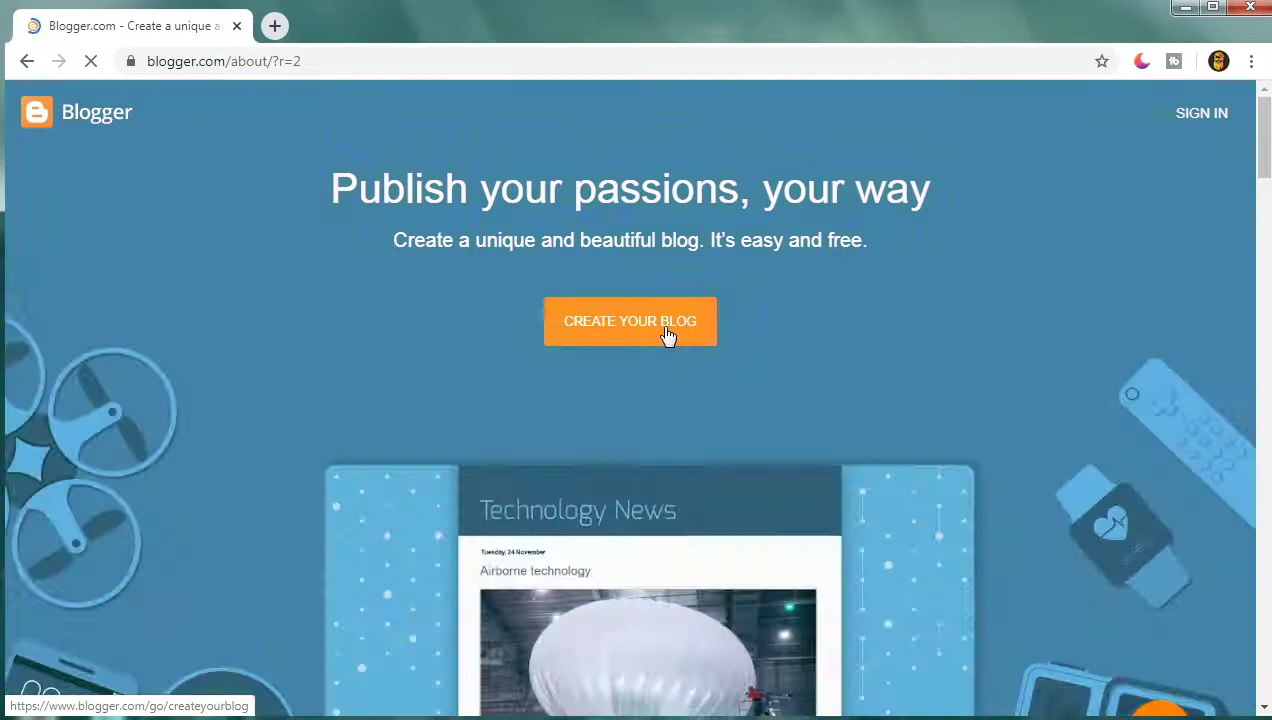 Blogger.com - Create a unique a
blogger.com/about/?r=2
Blogger
SIGN IN
Publish your passions, your way
Create a unique and beautiful blog. It's easy and free.
CREATE YOUR BLOG
Technology News
Tuesday, 24 November
Airborne technology
https://www.blogger.com/go/createyourblog